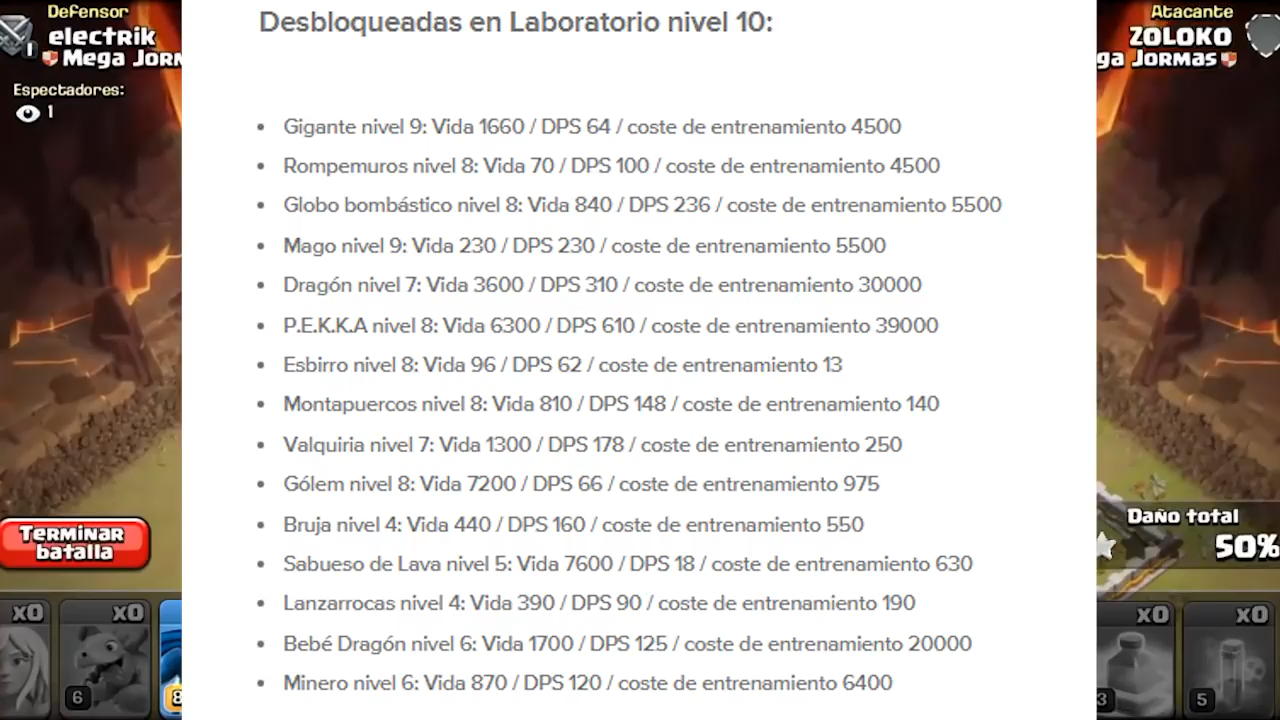 Defensor
electrik
Mega Jorm
Espectadores:
1
Terminar
batalla
x0
x0
6
8
Desbloqueadas en Laboratorio nivel 10:
• Gigante nivel 9: Vida 1660 / DPS 64 / coste de entrenamiento 4500
• Rompemuros nivel 8: Vida 70 / DPS 100 / coste de entrenamiento 4500
• Globo bombástico nivel 8: Vida 840 / DPS 236 / coste de entrenamiento 5500
• Mago nivel 9: Vida 230 / DPS 230 / coste de entrenamiento 5500
• Dragón nivel 7: Vida 3600 / DPS 310 / coste de entrenamiento 30000
• P.E.K.K.A nivel 8: Vida 6300 / DPS 610 / coste de entrenamiento 39000
• Esbirro nivel 8: Vida 96 / DPS 62 / coste de entrenamiento 13
• Montapuercos nivel 8: Vida 810 / DPS 148 / coste de entrenamiento 140
• Valquiria nivel 7: Vida 1300 / DPS 178 / coste de entrenamiento 250
• Gólem nivel 8: Vida 7200 / DPS 66 / coste de entrenamiento 975
• Bruja nivel 4: Vida 440 / DPS 160 / coste de entrenamiento 550
• Sabueso de Lava nivel 5: Vida 7600 / DPS 18 / coste de entrenamiento 630
• Lanzarrocas nivel 4: Vida 390 / DPS 90 / coste de entrenamiento 190
• Bebé Dragón nivel 6: Vida 1700 / DPS 125 / coste de entrenamiento 20000
• Minero nivel 6: Vida 870 / DPS 120 / coste de entrenamiento 6400
Atacante
ZOLOKO
ga Jormas
Daño total
50%
x0
x0
3
5